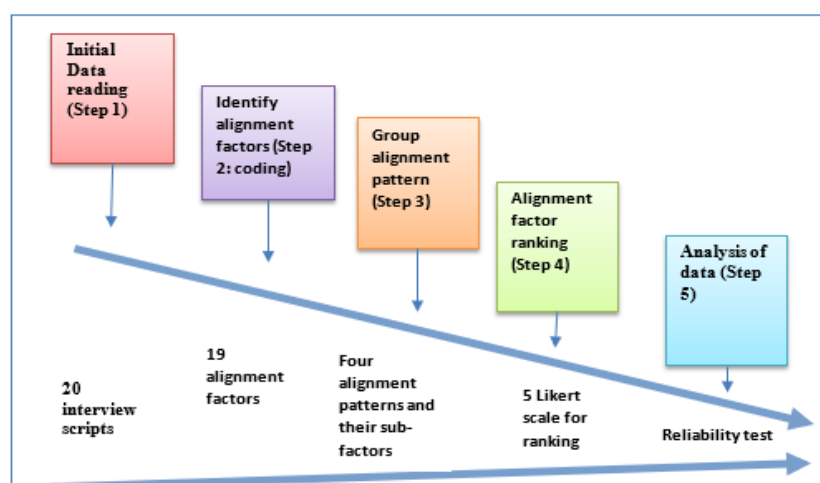 Initial
Data
reading
(Step 1)
Identify
alignment
factors (Step
2: coding)
Group
alignment
pattern
(Step 3)
Alignment
factor
ranking
(Step 4)
Analysis of
data (Step
5)
20
interview
scripts
19
alignment
factors
Four
alignment
patterns and
their sub-
factors
5 Likert
scale for
ranking
Reliability test